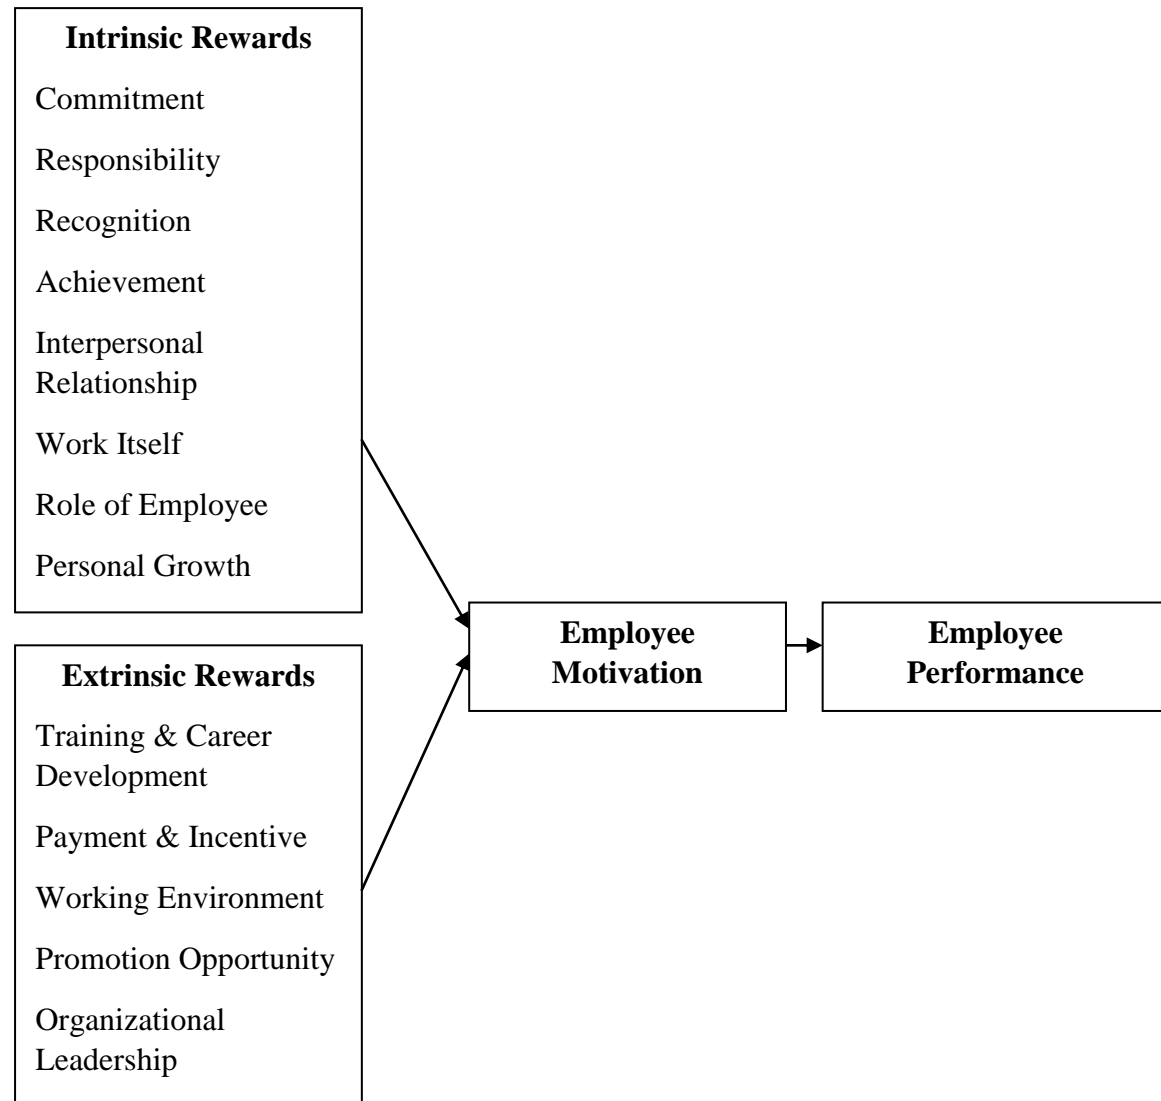 Intrinsic Rewards
Commitment
Responsibility
Recognition
Achievement
Interpersonal
Relationship
Work Itself
Role of Employee
Personal Growth
Extrinsic Rewards
Training & Career
Development
Payment & Incentive
Working Environment
Promotion Opportunity
Organizational
Leadership
Employee
Motivation
Employee
Performance